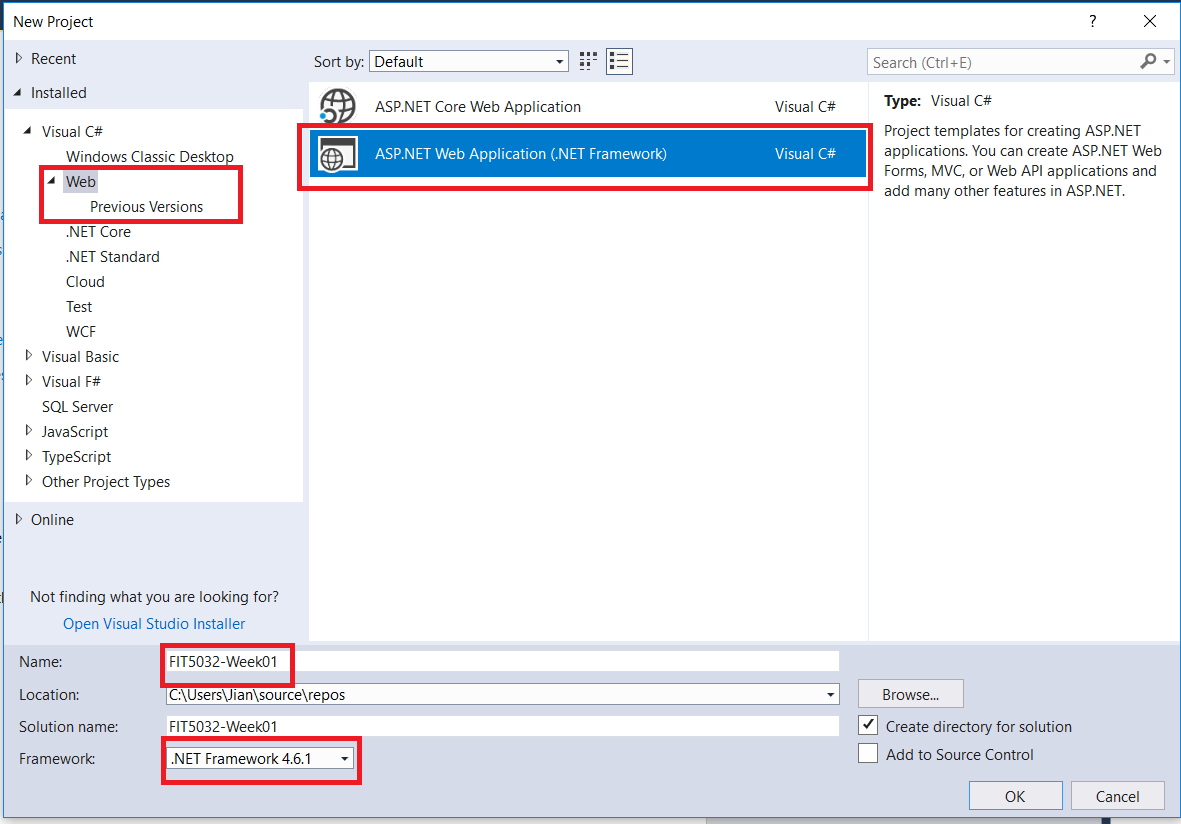 New Project
?
Recent
Installed
Visual C#
Windows Classic Desktop
Web
Previous Versions
.NET Core
.NET Standard
Cloud
Test
WCF
Visual Basic
Visual F#
SQL Server
JavaScript
TypeScript
Other Project Types
Online
Not finding what you are looking for?
Open Visual Studio Installer
Sort by: Default
ASP.NET Core Web Application Visual C#
ASP.NET Web Application (.NET Framework) Visual C#
Search (Ctrl+E)
Type: Visual C#
Project templates for creating ASP.NET
applications. You can create ASP.NET Web
Forms, MVC, or Web API applications and
add many other features in ASP.NET.
Name: FIT5032-Week01
Location: C:\Users\Jian\source\repos
Browse...
Solution name: FIT5032-Week01
Create directory for solution
Framework: .NET Framework 4.6.1
Add to Source Control
OK Cancel